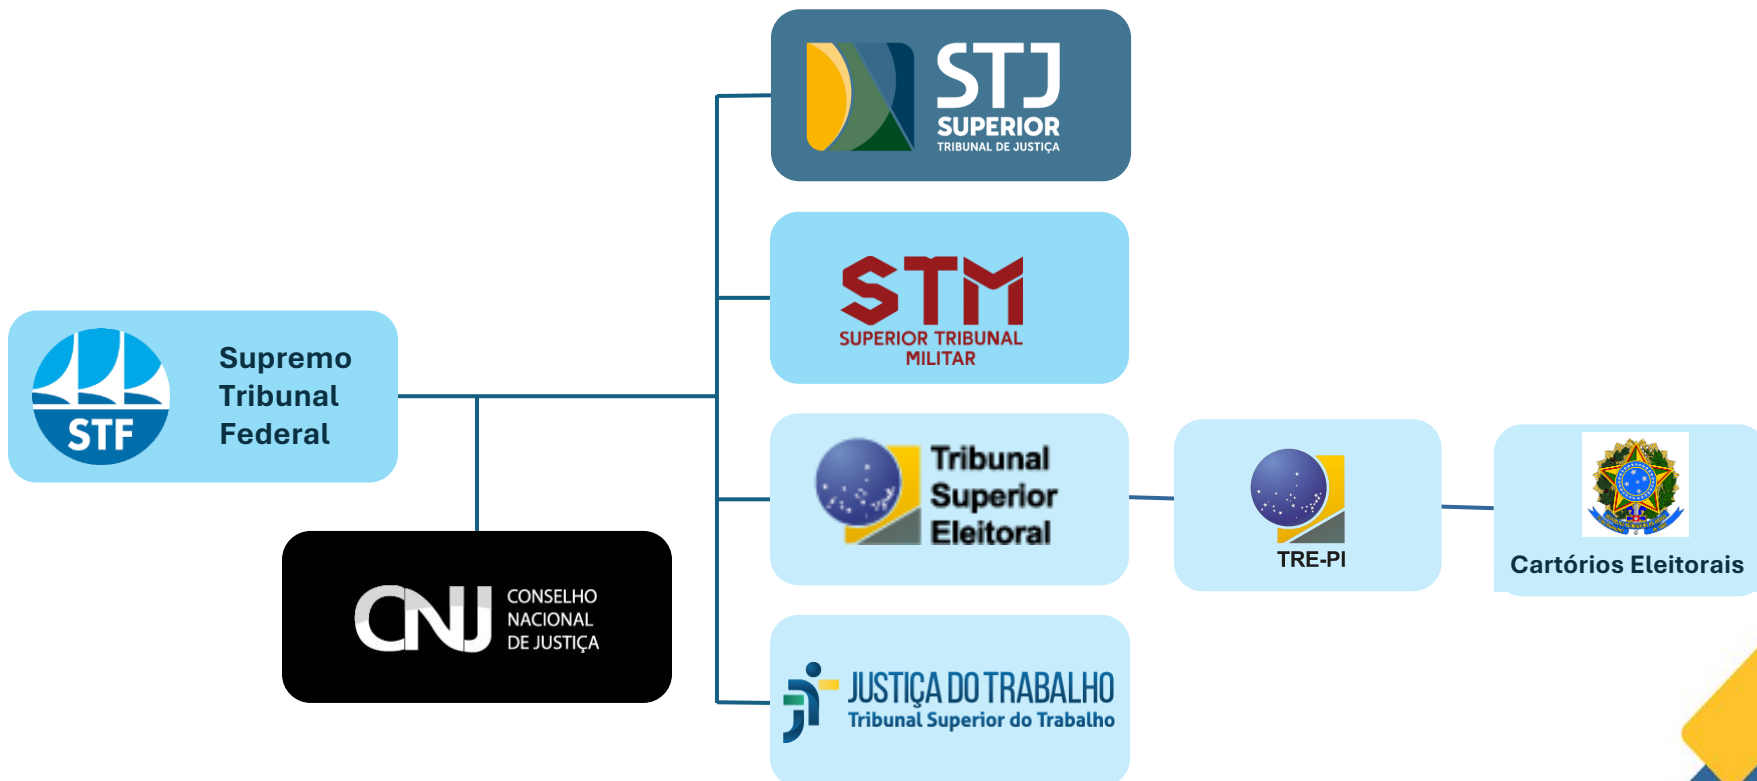 STJ
SUPERIOR
TRIBUNAL DE JUSTIÇA
STM
SUPERIOR TRIBUNAL
MILITAR
STF
Supremo
Tribunal
Federal
Tribunal
Superior
Eleitoral
TRE-PI
Cartórios Eleitorais
CNJ
CONSELHO
NACIONAL
DE JUSTIÇA
JUSTIÇA DO TRABALHO
Tribunal Superior do Trabalho